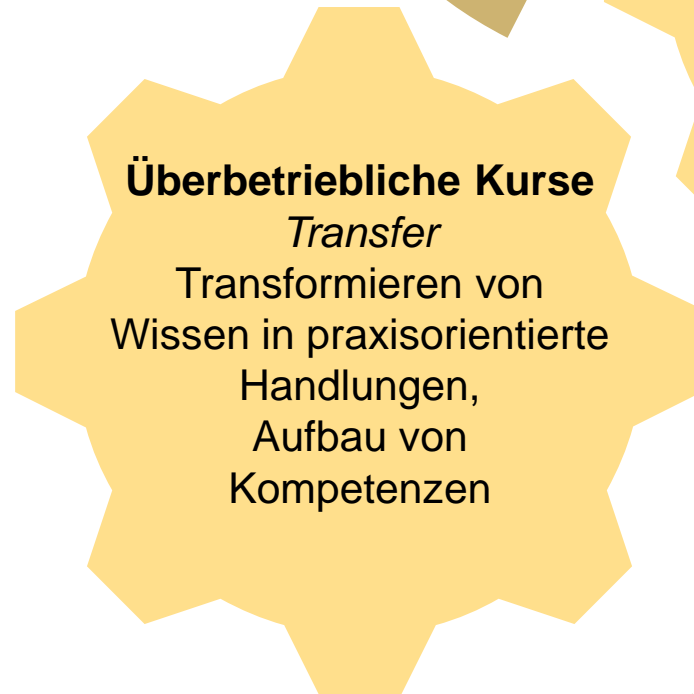 Überbetriebliche Kurse
Transfer
Transformieren von
Wissen in praxisorientierte
Handlungen,
Aufbau von
Kompetenzen